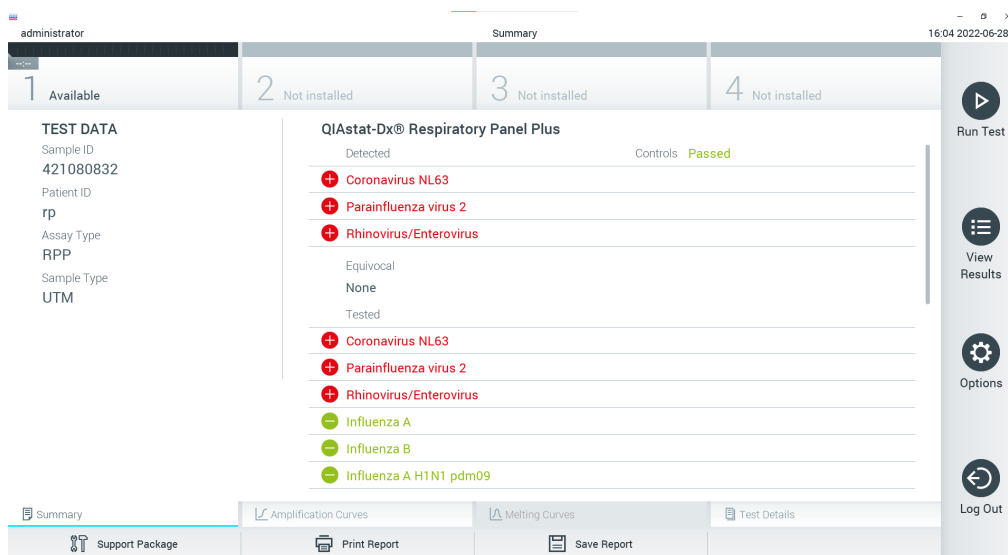 administrator
Summary
16:04 2022-06-28
--:--
1 Available
2 Not installed
3 Not installed
4 Not installed
TEST DATA
Sample ID
421080832
Patient ID
rp
Assay Type
RPP
Sample Type
UTM
QIAstat-Dx® Respiratory Panel Plus
Detected
Controls Passed
Coronavirus NL63
Parainfluenza virus 2
Rhinovirus/Enterovirus
Equivocal
None
Tested
Coronavirus NL63
Parainfluenza virus 2
Rhinovirus/Enterovirus
Influenza A
Influenza B
Influenza A H1N1 pdm09
Run Test
View
Results
Options
Log Out
Summary
Amplification Curves
Melting Curves
Test Details
Support Package
Print Report
Save Report